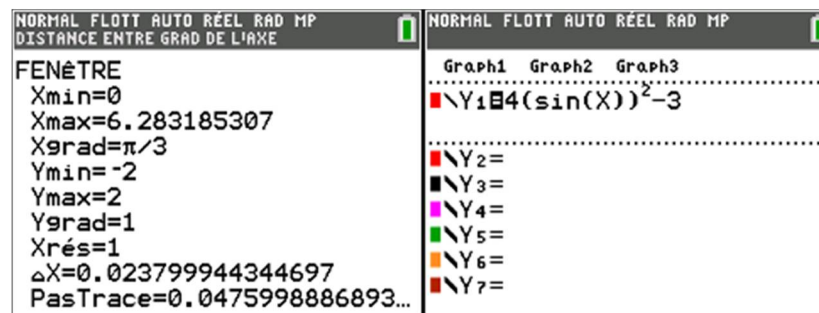 NORMAL FLOTT AUTO RÉEL RAD MP
DISTANCE ENTRE GRAD DE L'AXE
FENÊTRE
Xmin=0
Xmax=6.283185307
Xgrad=π/3
Ymin=-2
Ymax=2
Ygrad=1
Xrés=1
△X=0.023799944344697
PasTrace=0.0475998886893…
NORMAL FLOTT AUTO RÉEL RAD MP
Graph1 Graph2 Graph3
\Y₁=4(sin(X))²-3
\Y₂=
\Y₃=
\Y₄=
\Y₅=
\Y₆=
\Y₇=